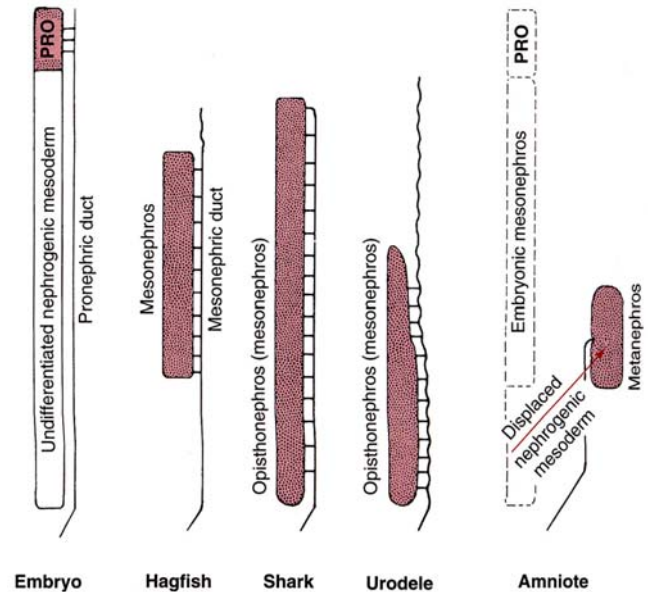 PRO
Undifferentiated nephrogenic mesoderm
Pronephric duct
Mesonephros
Mesonephric duct
Opisthonephros (mesonephros)
Opisthonephros (mesonephros)
PRO
Embryonic mesonephros
Displaced
nephrogenic
mesoderm
Metanephros
Embryo
Hagfish
Shark
Urodele
Amniote